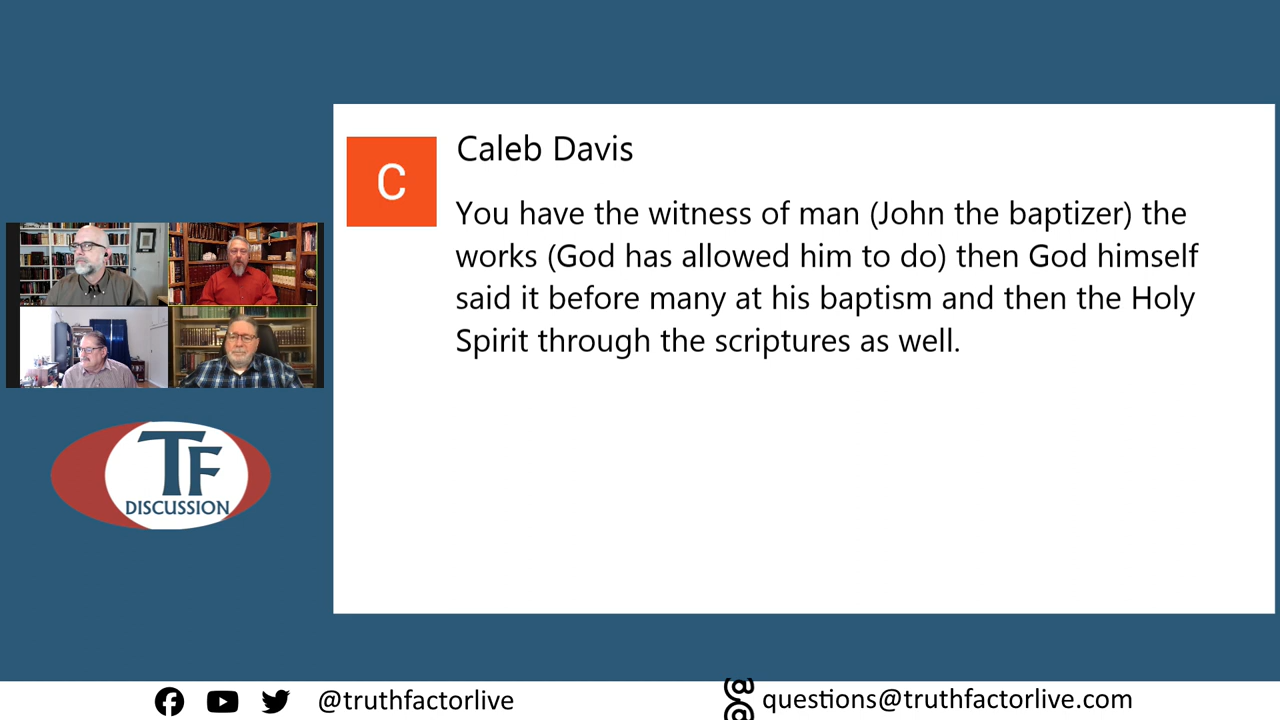 C
Caleb Davis
You have the witness of man (John the baptizer) the
works (God has allowed him to do) then God himself
said it before many at his baptism and then the Holy
Spirit through the scriptures as well.
TF
DISCUSSION
@truthfactorlive
@
@
questions@truthfactorlive.com